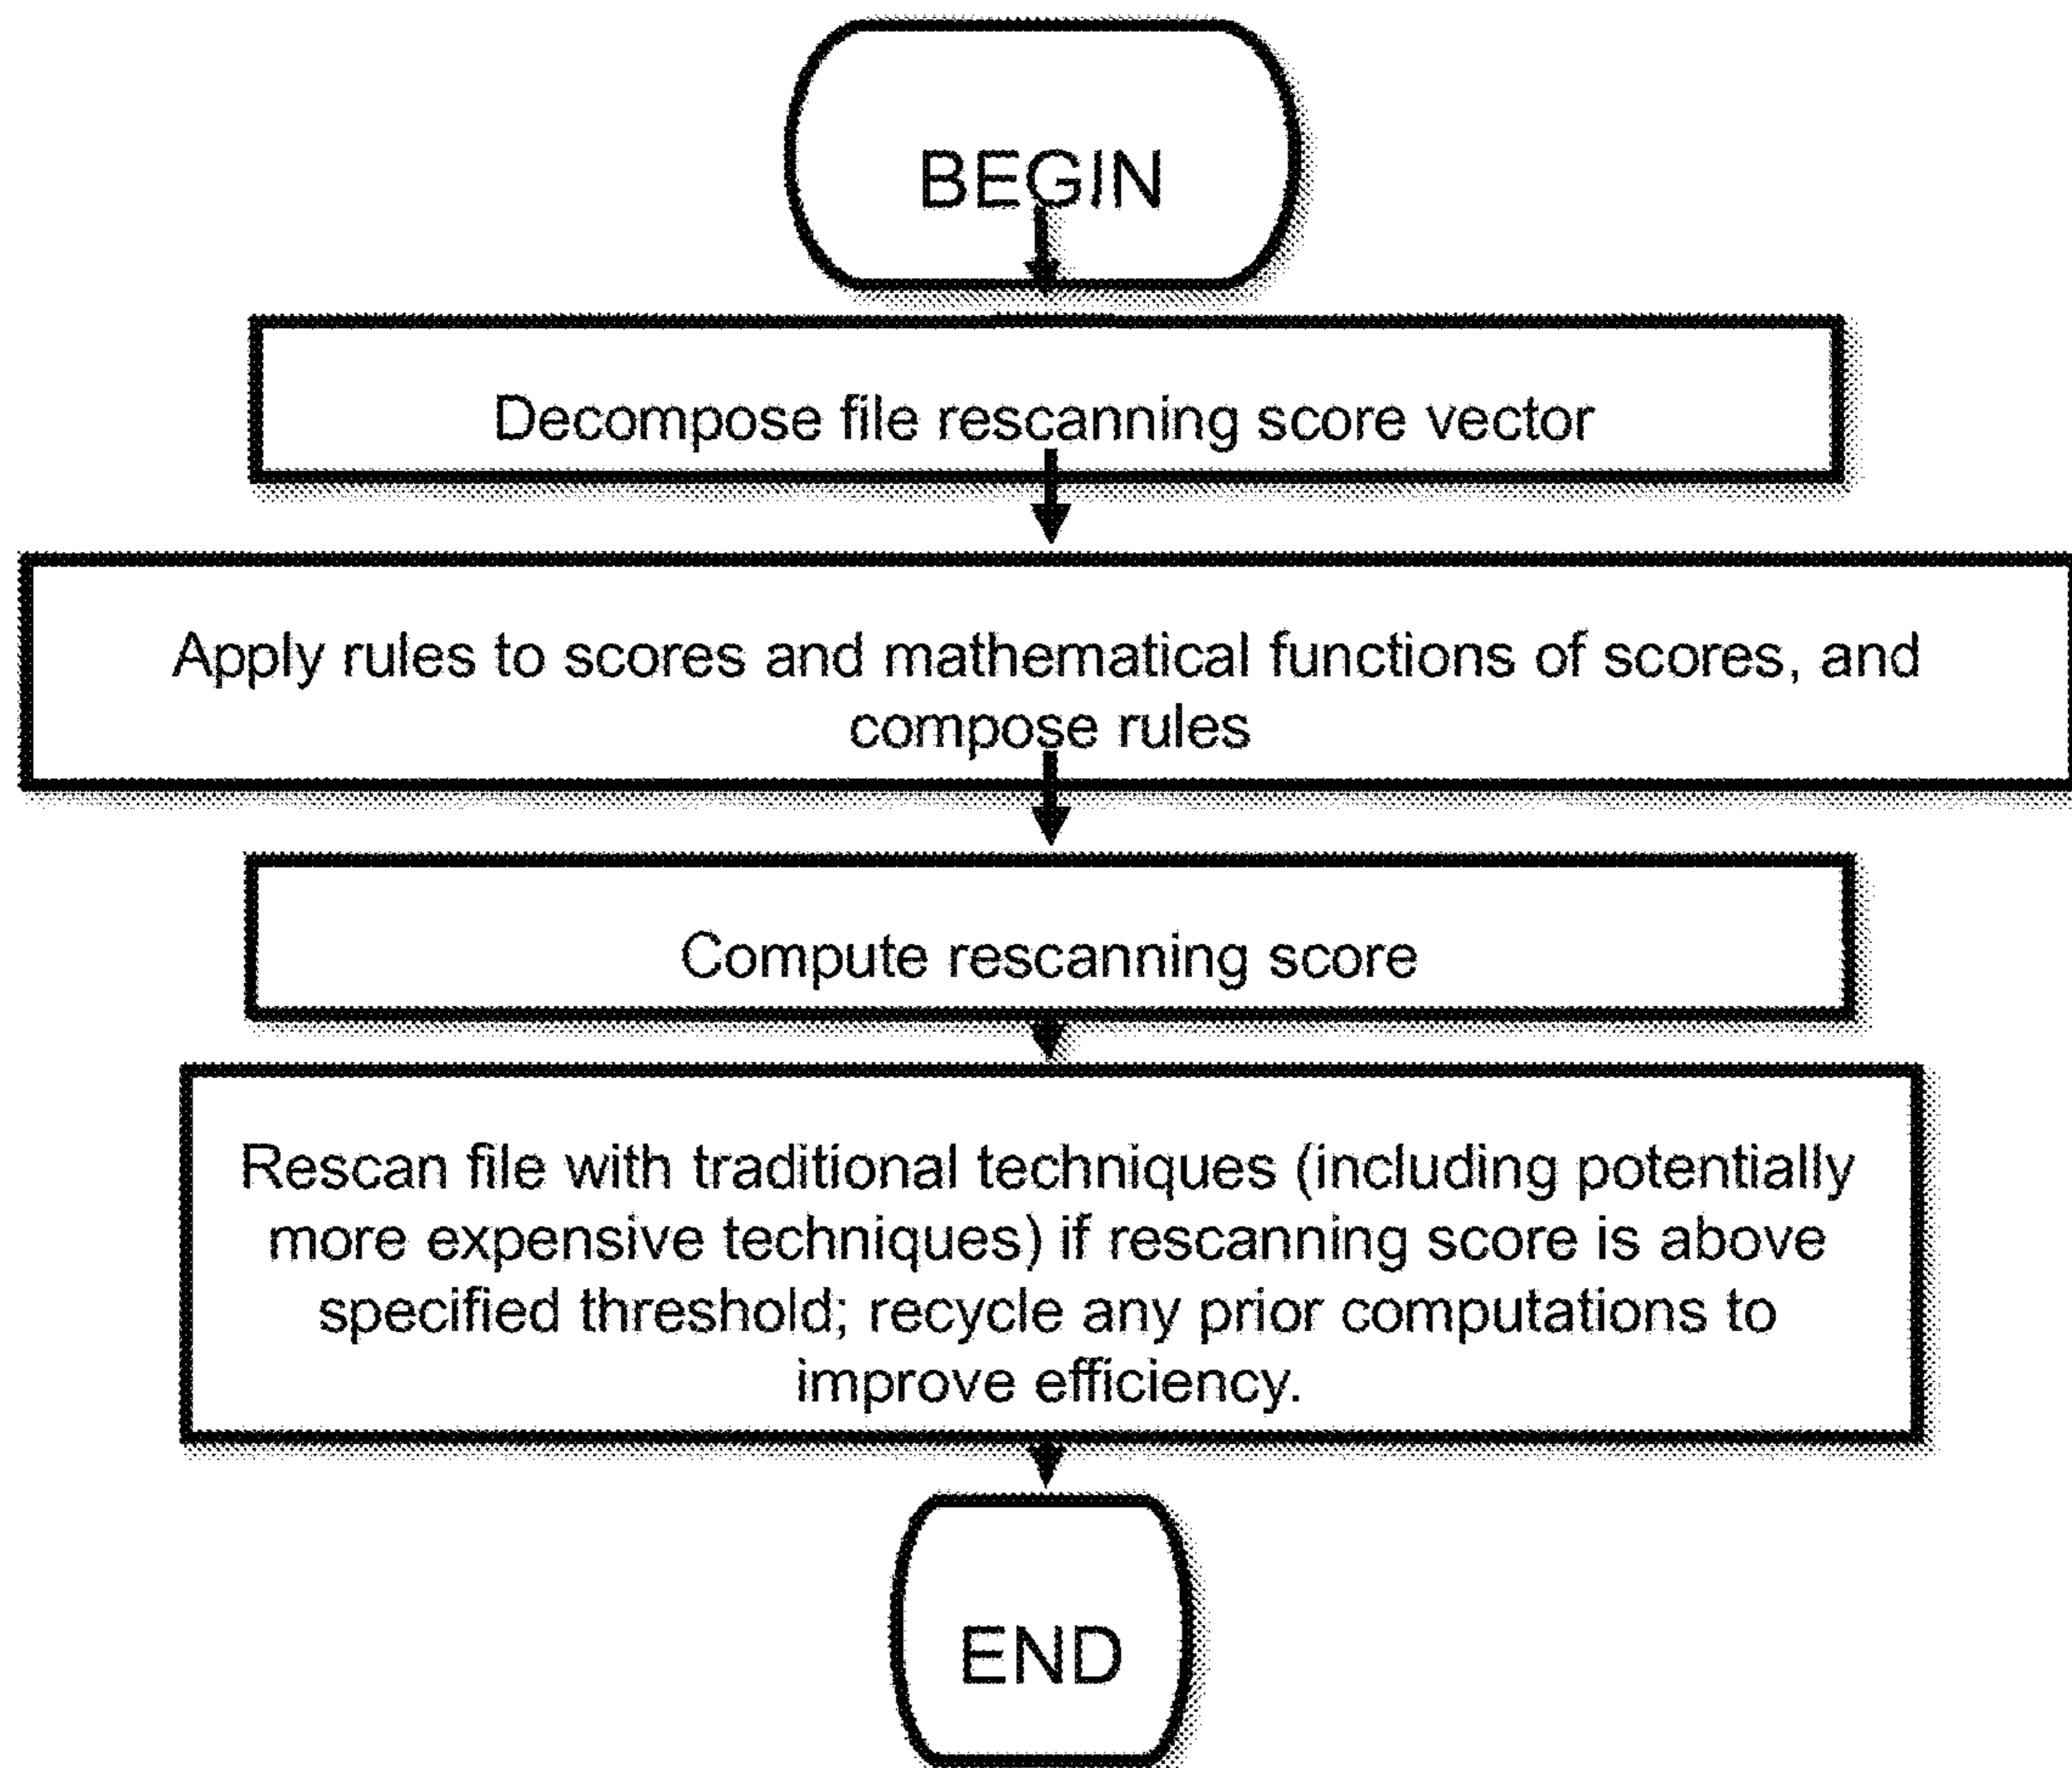 BEGIN
Decompose file rescanning score vector
Apply rules to scores and mathematical functions of scores, and
compose rules
Compute rescanning score
Rescan file with traditional techniques (including potentially
more expensive techniques) if rescanning score is above
specified threshold; recycle any prior computations to
improve efficiency.
END